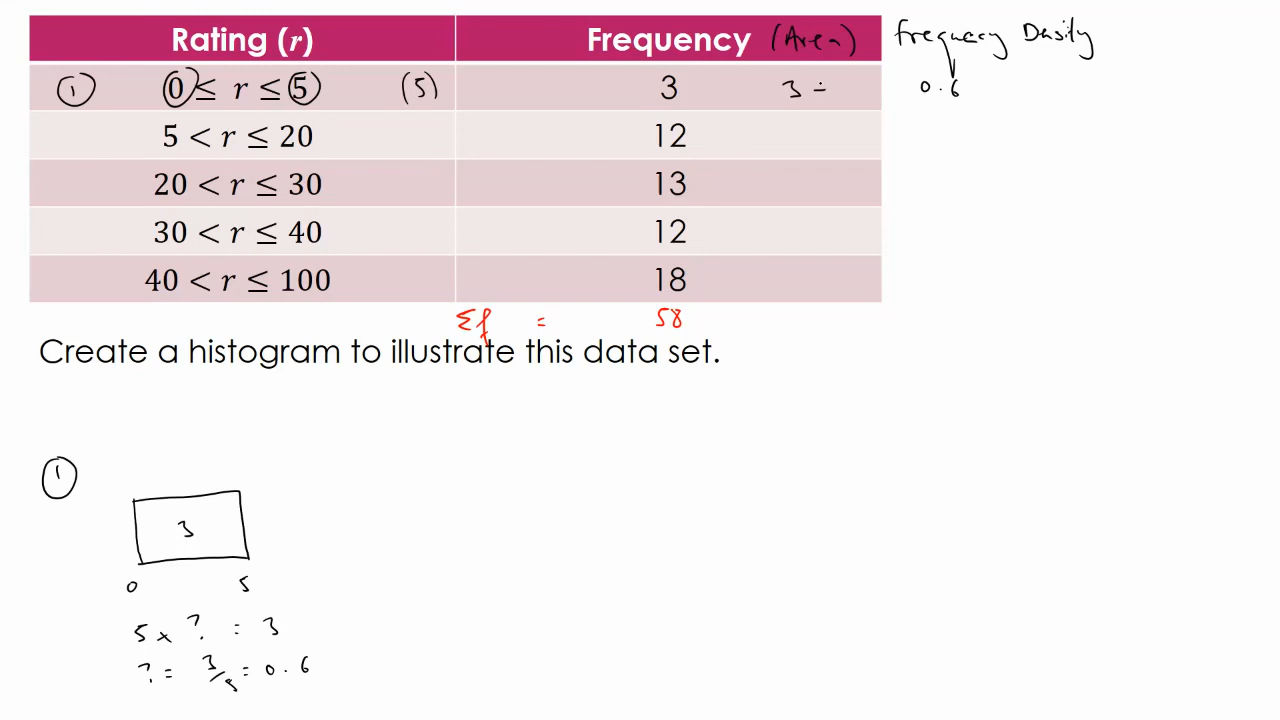 Rating (r) Frequency (Area) Frequency Density
① 0 ≤ r ≤ 5 (5) 3 3 ÷ 0.6
5 < r ≤ 20 12
20 < r ≤ 30 13
30 < r ≤ 40 12
40 < r ≤ 100 18
Σf = 58
Create a histogram to illustrate this data set.
①
3
0 5
5 × ? = 3
? = 3/5 = 0.6